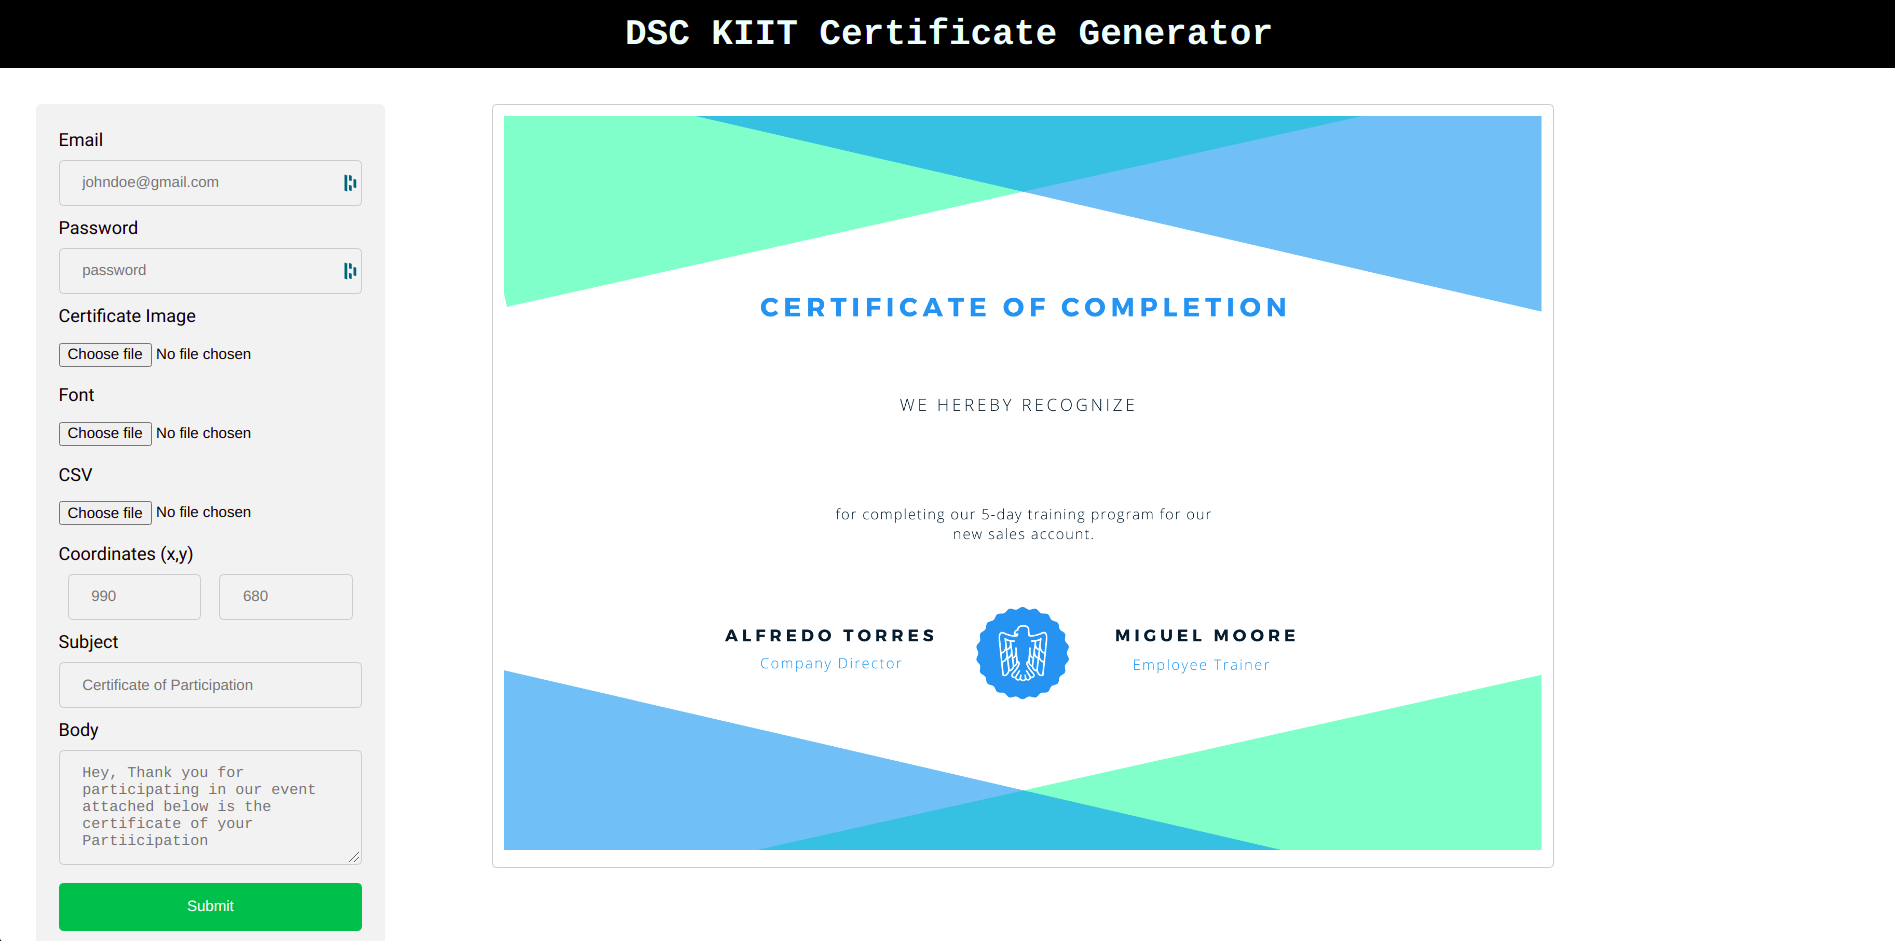 DSC KIIT Certificate Generator
Email
johndoe@gmail.com
Password
password
Certificate Image
Choose file No file chosen
Font
Choose file No file chosen
CSV
Choose file No file chosen
Coordinates (x,y)
990 680
Subject
Certificate of Participation
Body
Hey, Thank you for
participating in our event
attached below is the
certificate of your
Partiicipation
Submit
CERTIFICATE OF COMPLETION
WE HEREBY RECOGNIZE
for completing our 5-day training program for our
new sales account.
ALFREDO TORRES
Company Director
MIGUEL MOORE
Employee Trainer